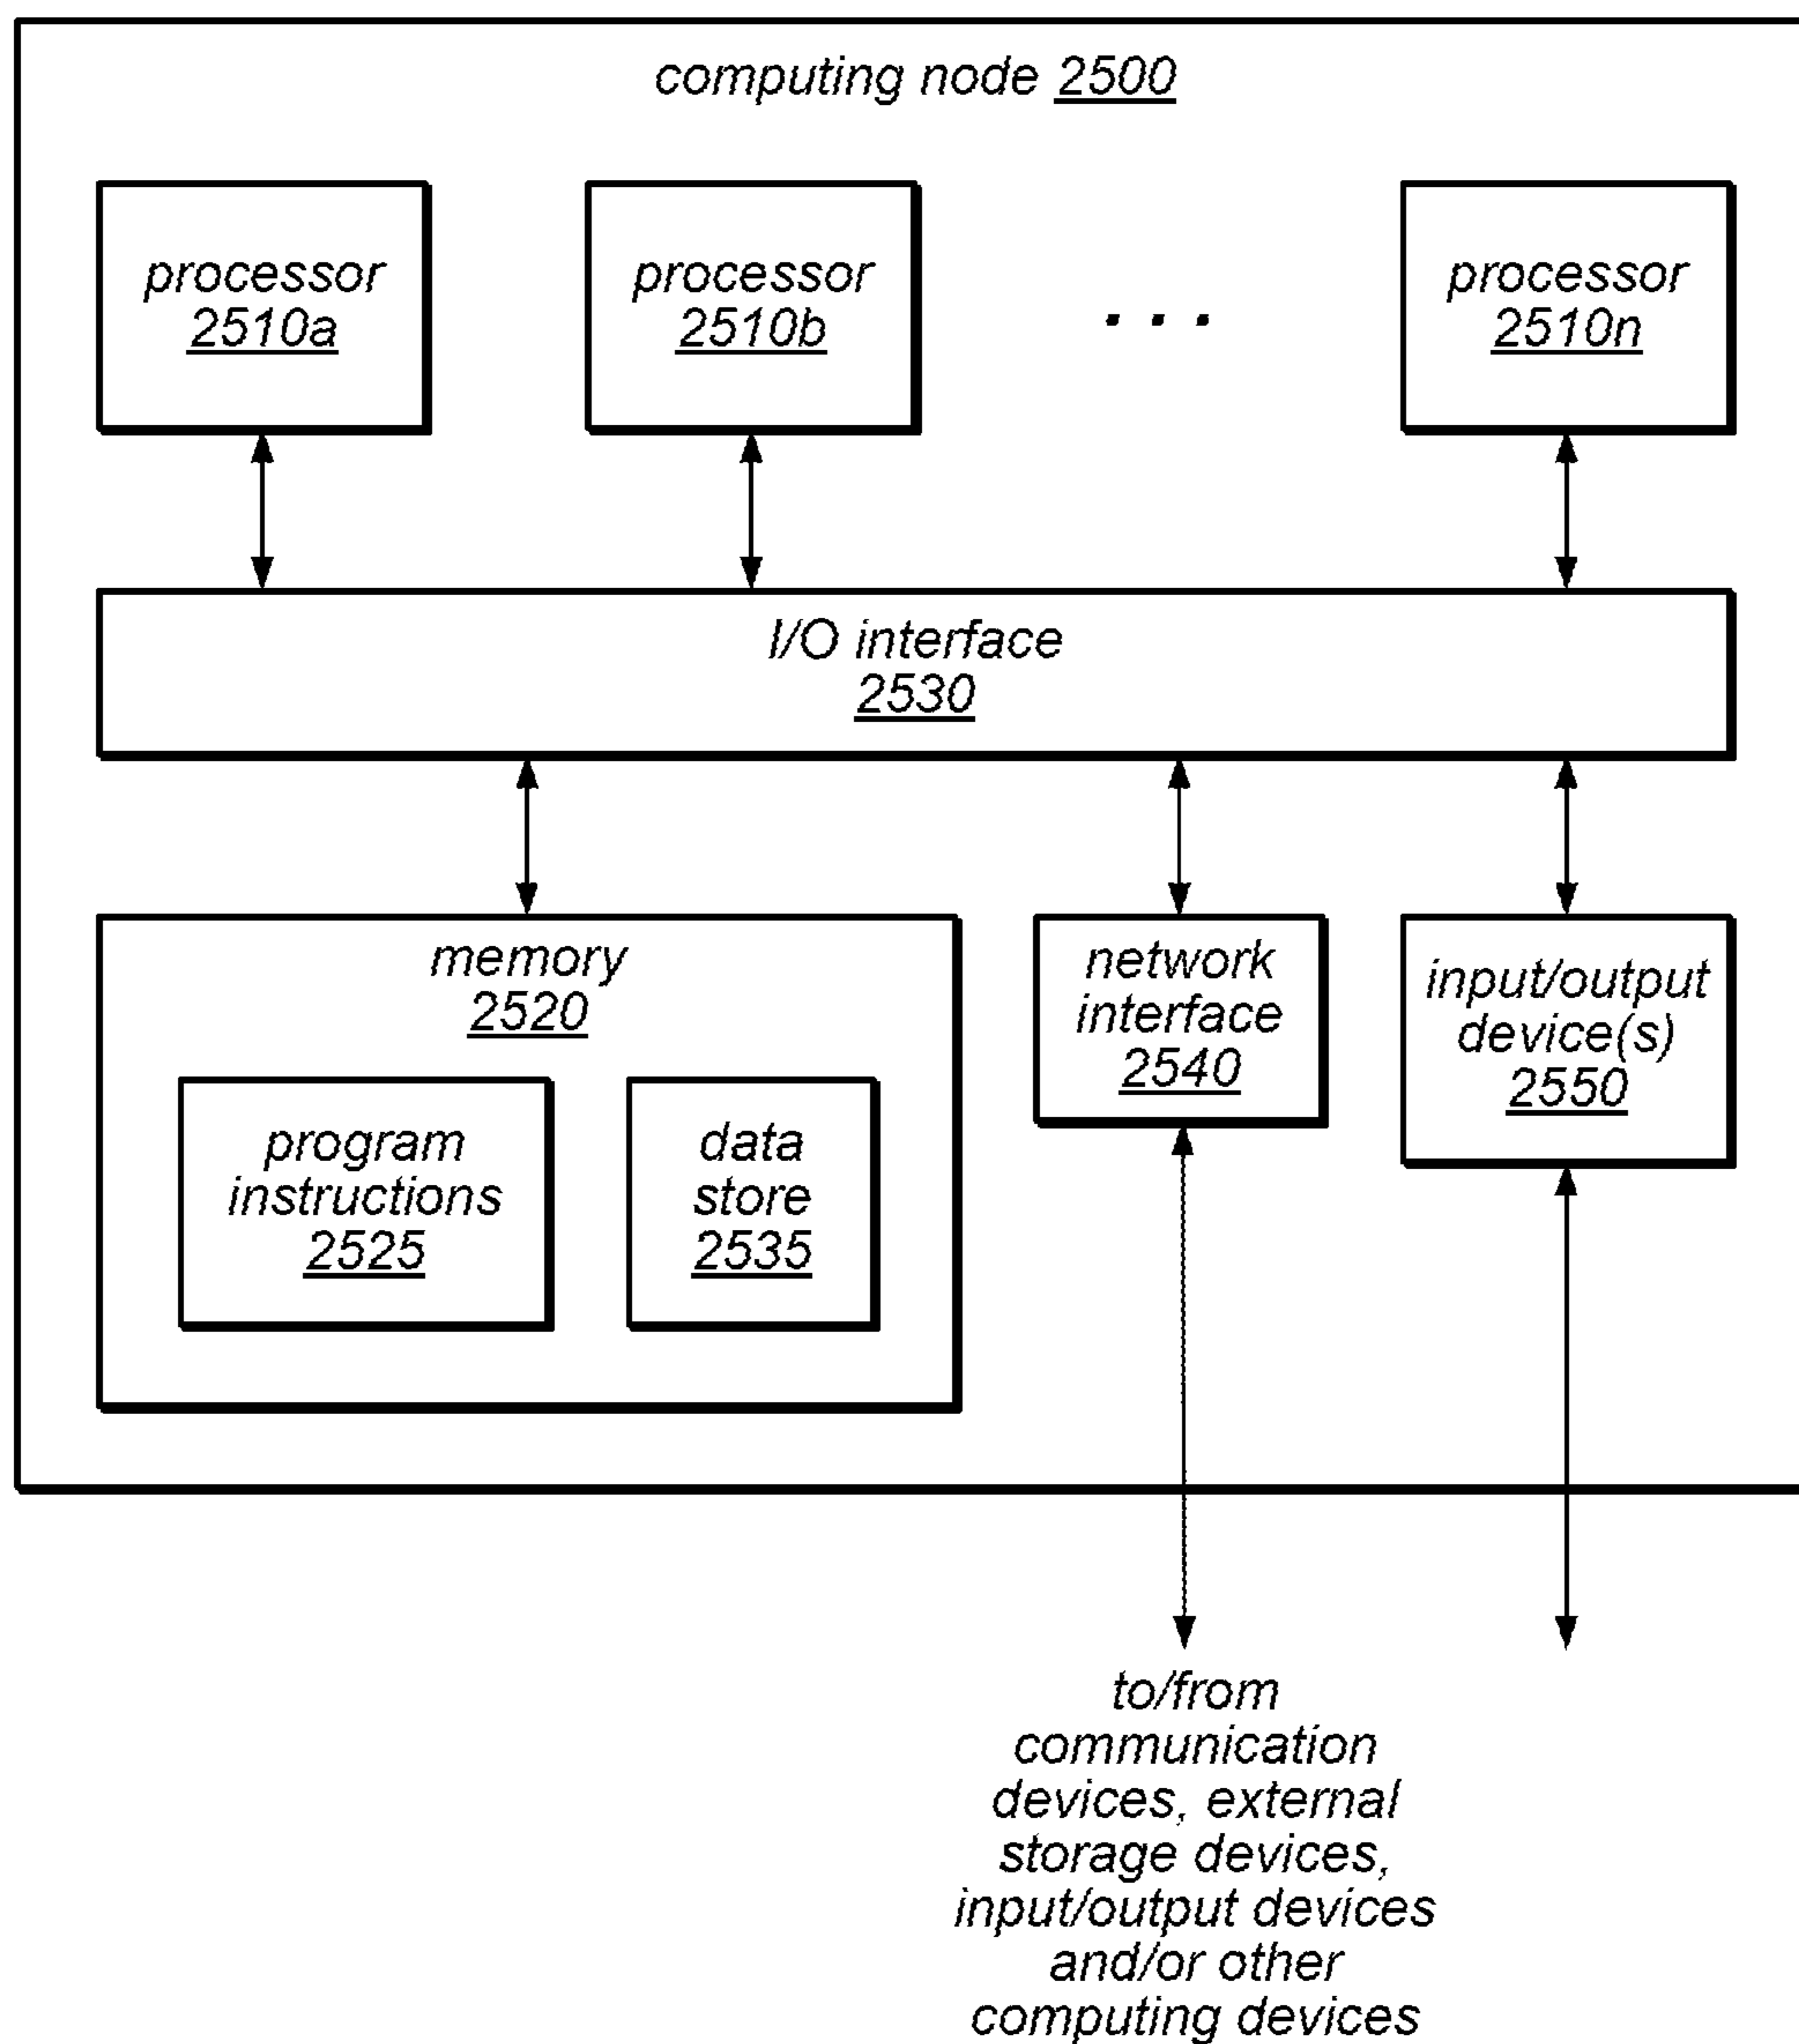 computing node 2500
processor
2510a
processor
2510b
. . .
processor
2510n
I/O interface
2530
memory
2520
program
instructions
2525
data
store
2535
network
interface
2540
input/output
device(s)
2550
to/from
communication
devices, external
storage devices,
input/output devices
and/or other
computing devices